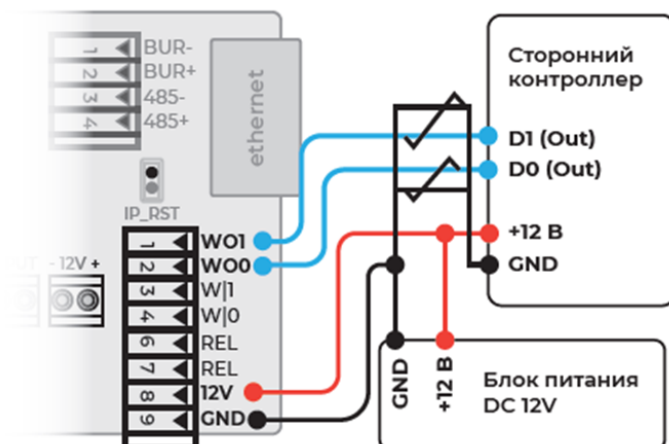 1 BUR-
2 BUR+
3 485-
4 485+
ethernet
IP_RST
- 12V +
1 WO1
2 WO0
3 W|1
4 W|0
6 REL
7 REL
8 12V
9 GND
Сторонний
контроллер
D1 (Out)
D0 (Out)
+12 В
GND
GND
+12 В
Блок питания
DC 12V